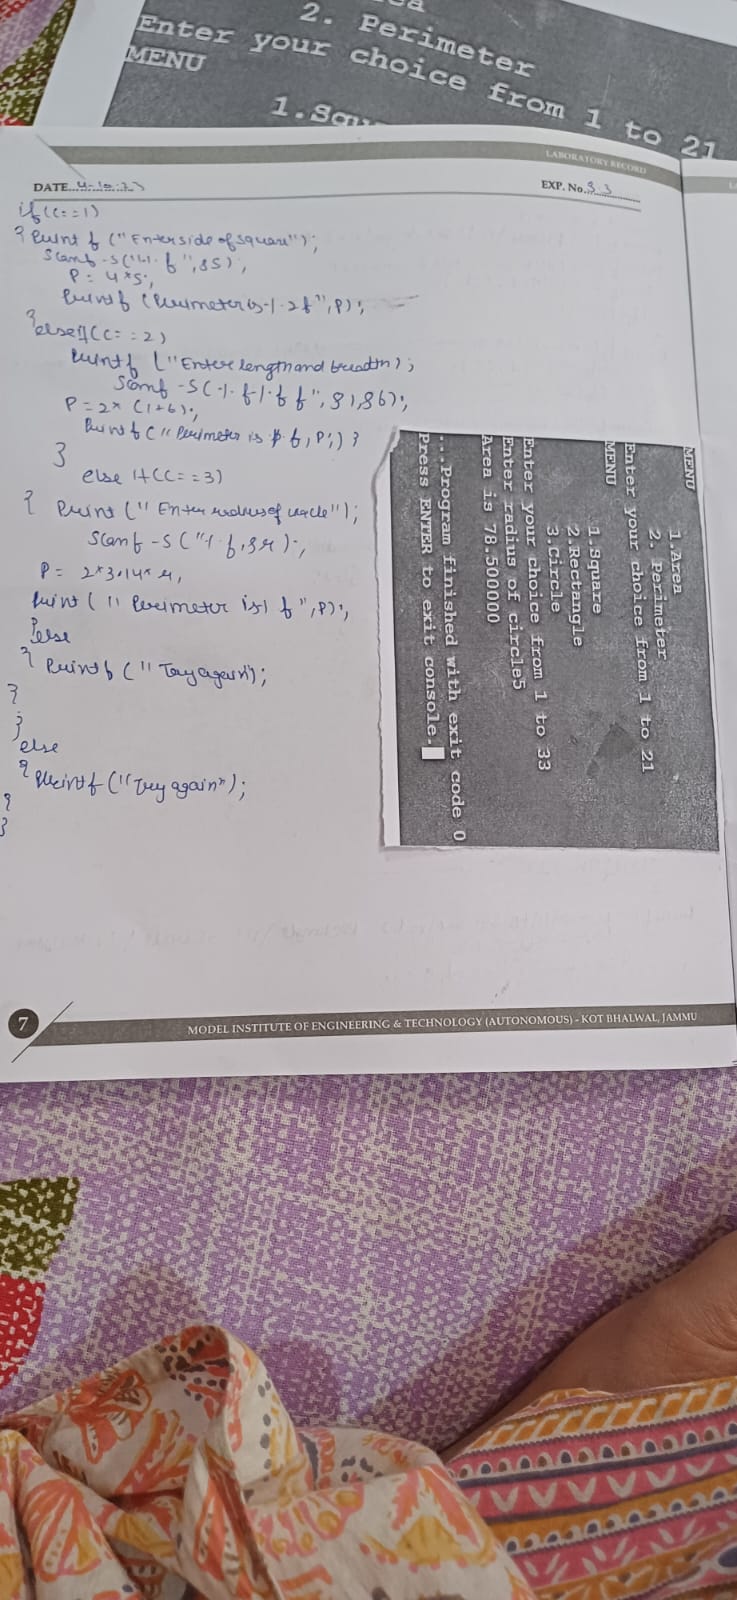 2. Perimeter
Enter your choice from 1 to 21
MENU
1.Squ
LABORATORY RECORD
DATE
EXP. No. 3.3
if(c==1)
{ Printf ("Enter side of square");
Scanf-s("%f",&s);
P = 4*s;
Printf (Perimeter is %.2f", P);
}else if(c==2)
Printf ("Enter length and breadth);
Scanf-s(%f%f f", &l,&b);
P=2*(l+b);
Printf(" Perimeter is f, P;) }
}
else if(c==3)
{ Print (" Enter radius of circle");
Scanf-s("%f,&r);
P= 2*3.14*r,
Print (" Perimeter is f", P);
}else
{ Printf (" Try again");
}
}
else
{ Printf ("Try again");
}
}
MENU
1.Area
2. Perimeter
Enter your choice from 1 to 21
MENU
1.Square
2.Rectangle
3.Circle
Enter your choice from 1 to 33
Enter radius of circle5
Area is 78.500000
...Program finished with exit code 0
Press ENTER to exit console.
7
MODEL INSTITUTE OF ENGINEERING & TECHNOLOGY (AUTONOMOUS) - KOT BHALWAL, JAMMU